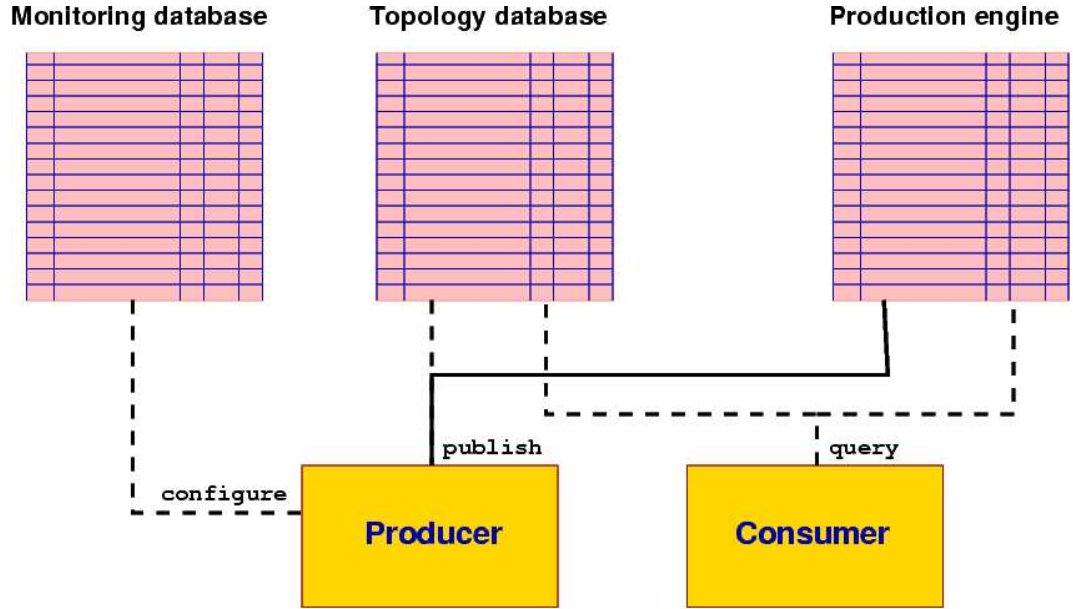 Monitoring database
Topology database
Production engine
publish
query
configure
Producer
Consumer